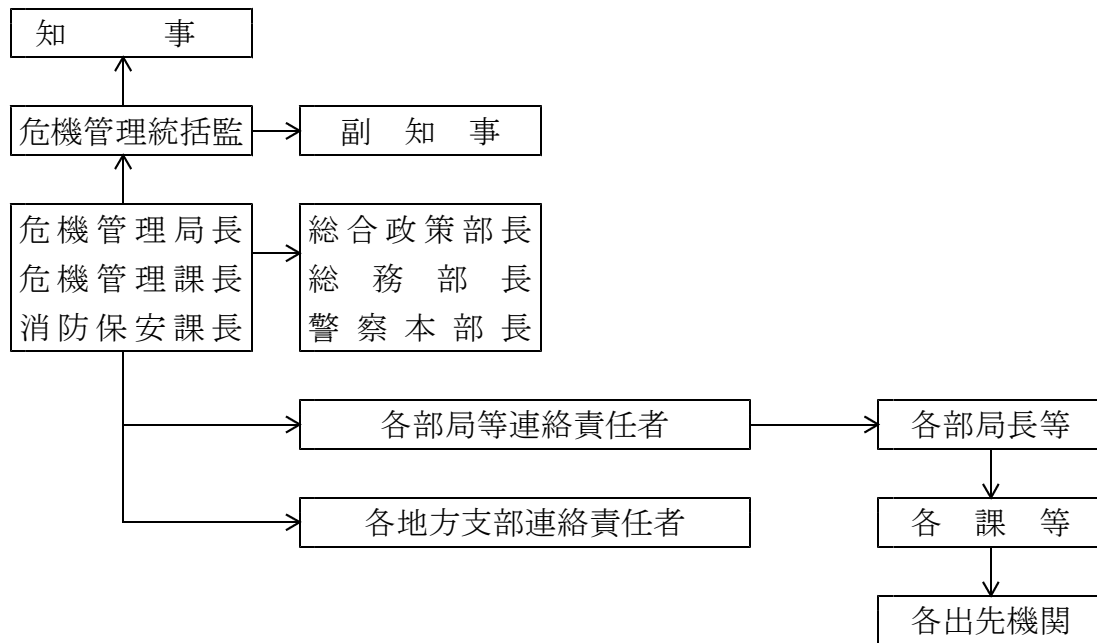 知　　　事
危機管理統括監
副　知　事
危機管理局長
危機管理課長
消防保安課長
総合政策部長
総　務　部　長
警察本部長
各部局等連絡責任者
各部局長等
各地方支部連絡責任者
各　課　等
各出先機関